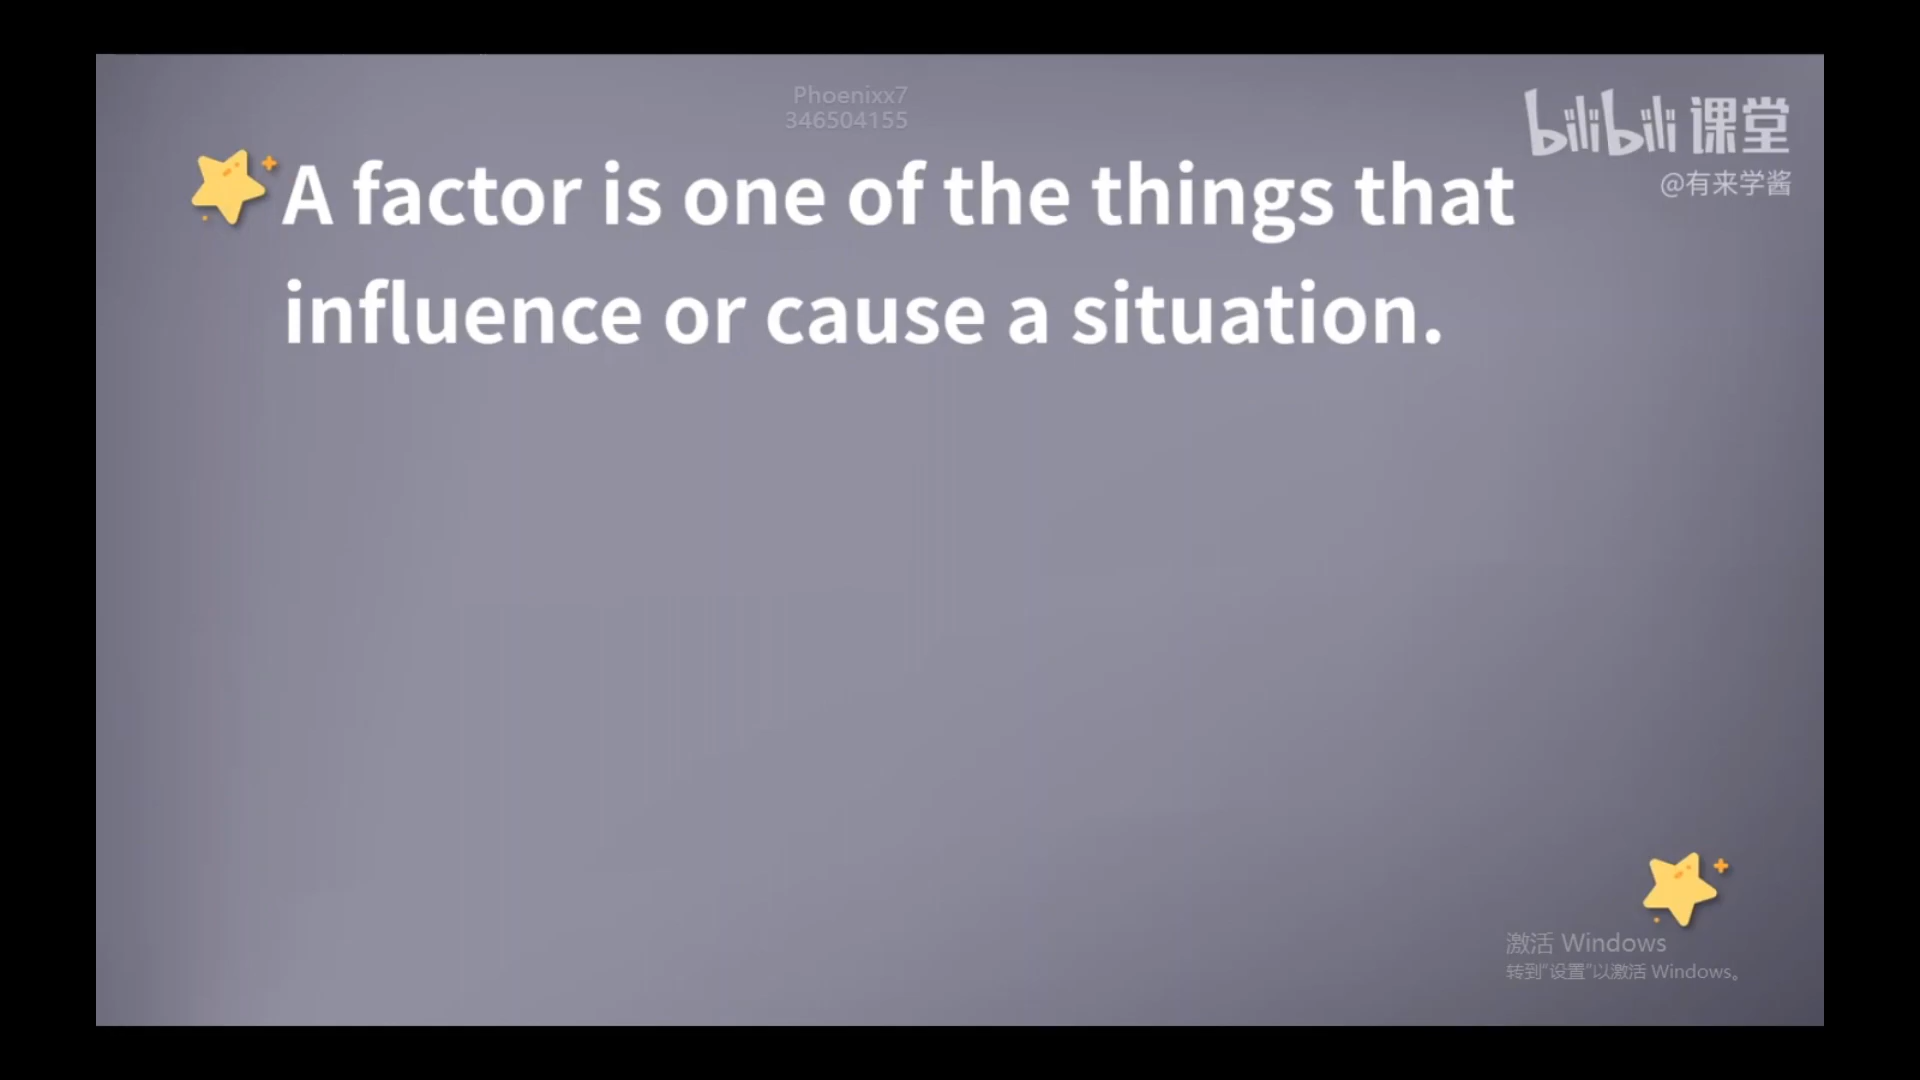 Phoenixx7
346504155
bilibili 课堂
@有来学酱
A factor is one of the things that
influence or cause a situation.
激活 Windows
转到"设置"以激活 Windows。